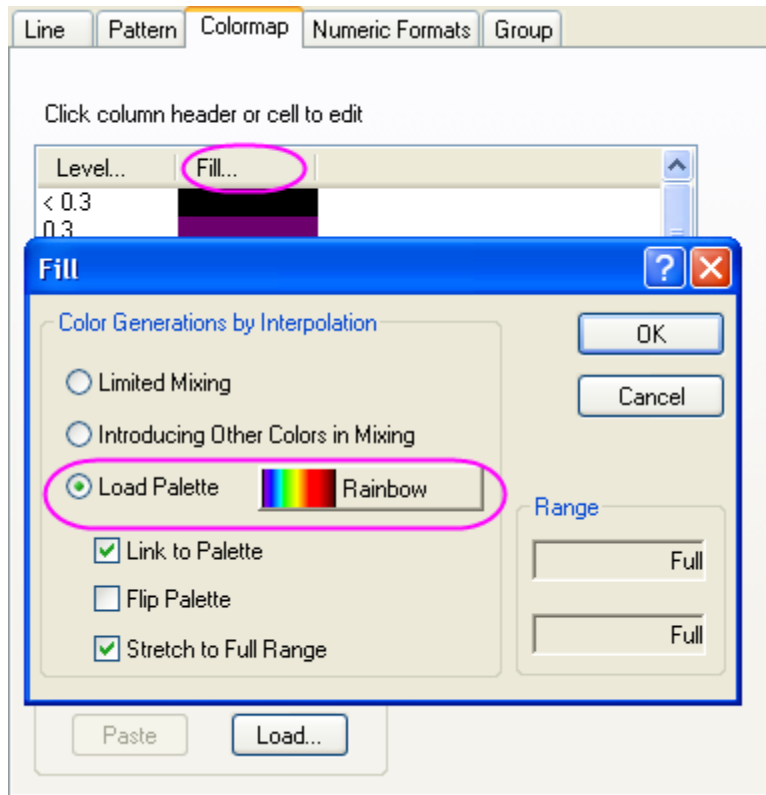 Line Pattern Colormap Numeric Formats Group
Click column header or cell to edit
Level... Fill...
< 0.3
0.3
Fill
Color Generations by Interpolation
OK
Limited Mixing
Cancel
Introducing Other Colors in Mixing
Load Palette Rainbow
Range
Link to Palette
Full
Flip Palette
Full
Stretch to Full Range
Paste Load...